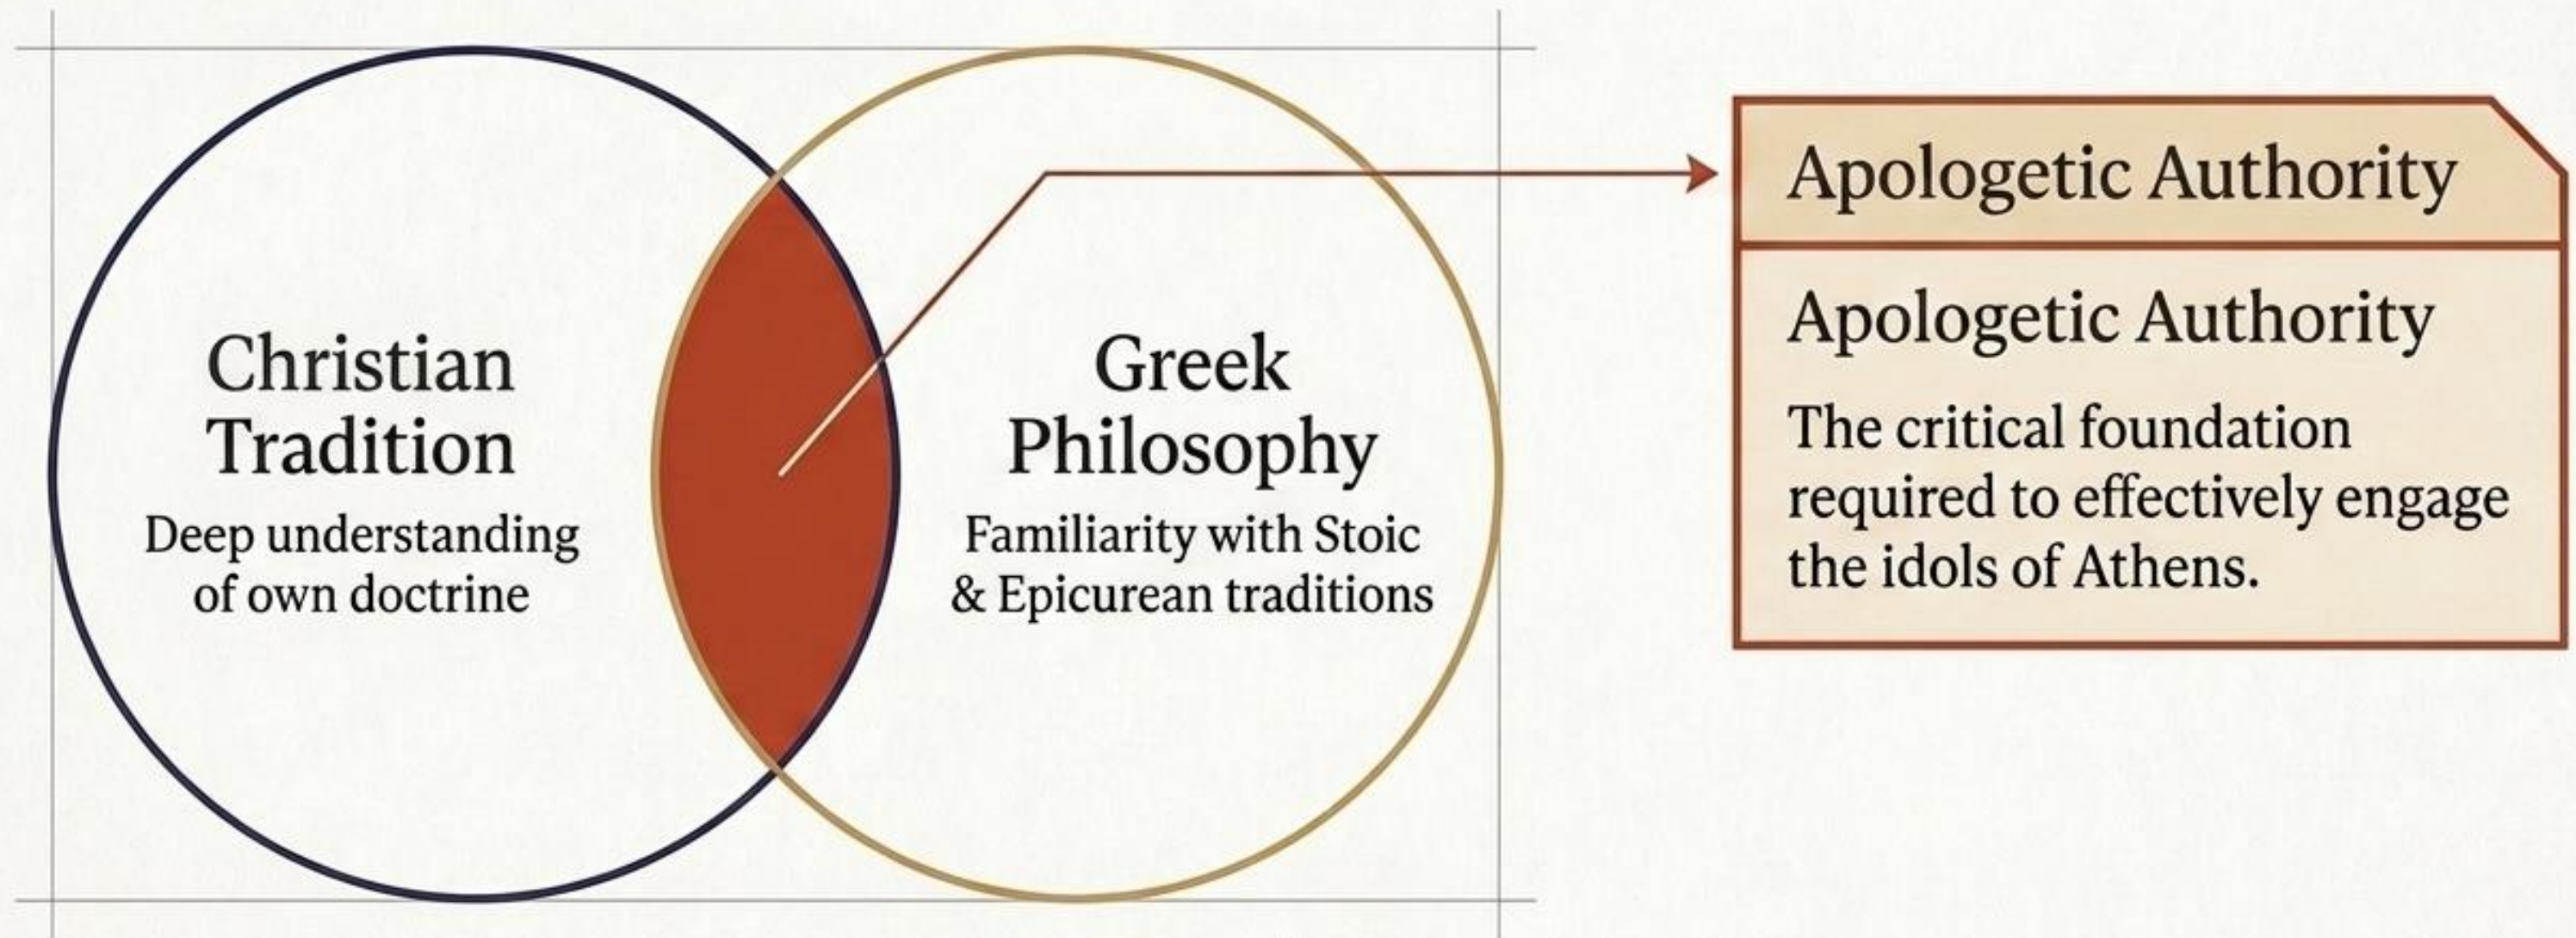 Christian
Tradition
Deep understanding
of own doctrine
Greek
Philosophy
Familiarity with Stoic
& Epicurean traditions
Apologetic Authority
Apologetic Authority
The critical foundation
required to effectively engage
the idols of Athens.